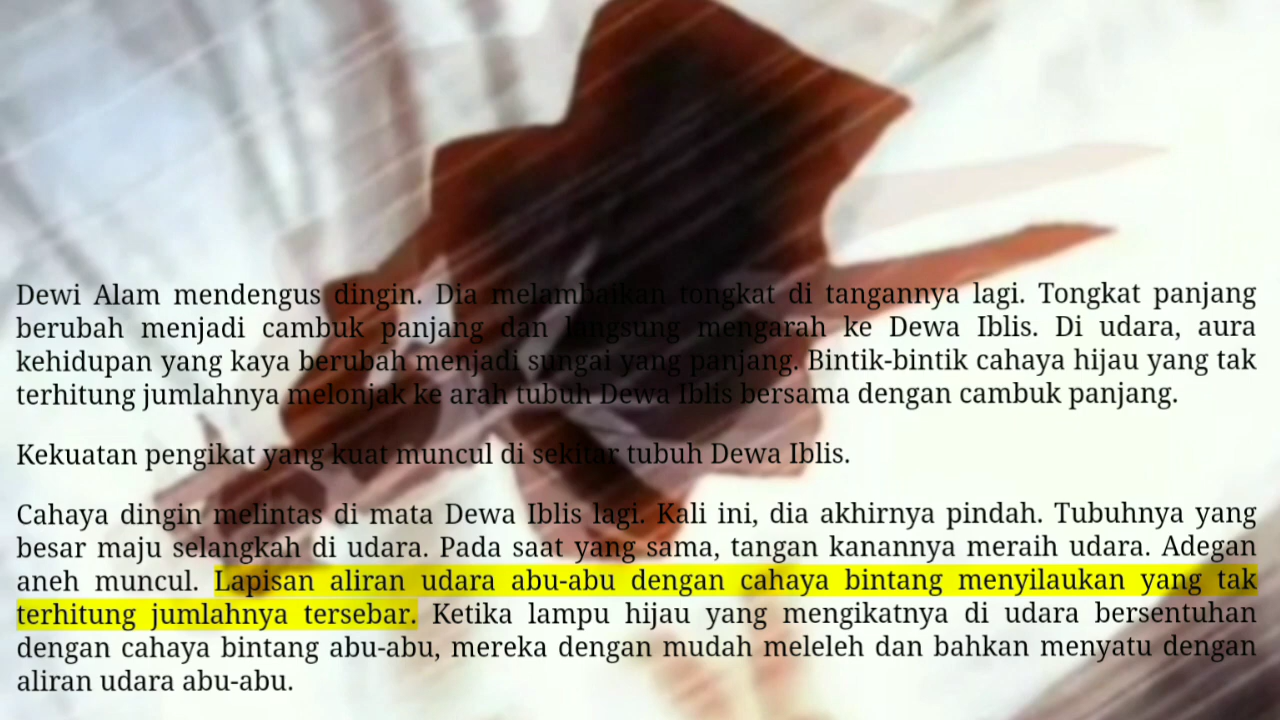 Dewi Alam mendengus dingin. Dia melambaikan tongkat di tangannya lagi. Tongkat panjang
berubah menjadi cambuk panjang dan langsung mengarah ke Dewa Iblis. Di udara, aura
kehidupan yang kaya berubah menjadi sungai yang panjang. Bintik-bintik cahaya hijau yang tak
terhitung jumlahnya melonjak ke arah tubuh Dewa Iblis bersama dengan cambuk panjang.
Kekuatan pengikat yang kuat muncul di sekitar tubuh Dewa Iblis.
Cahaya dingin melintas di mata Dewa Iblis lagi. Kali ini, dia akhirnya pindah. Tubuhnya yang
besar maju selangkah di udara. Pada saat yang sama, tangan kanannya meraih udara. Adegan
aneh muncul. Lapisan aliran udara abu-abu dengan cahaya bintang menyilaukan yang tak
terhitung jumlahnya tersebar. Ketika lampu hijau yang mengikatnya di udara bersentuhan
dengan cahaya bintang abu-abu, mereka dengan mudah meleleh dan bahkan menyatu dengan
aliran udara abu-abu.